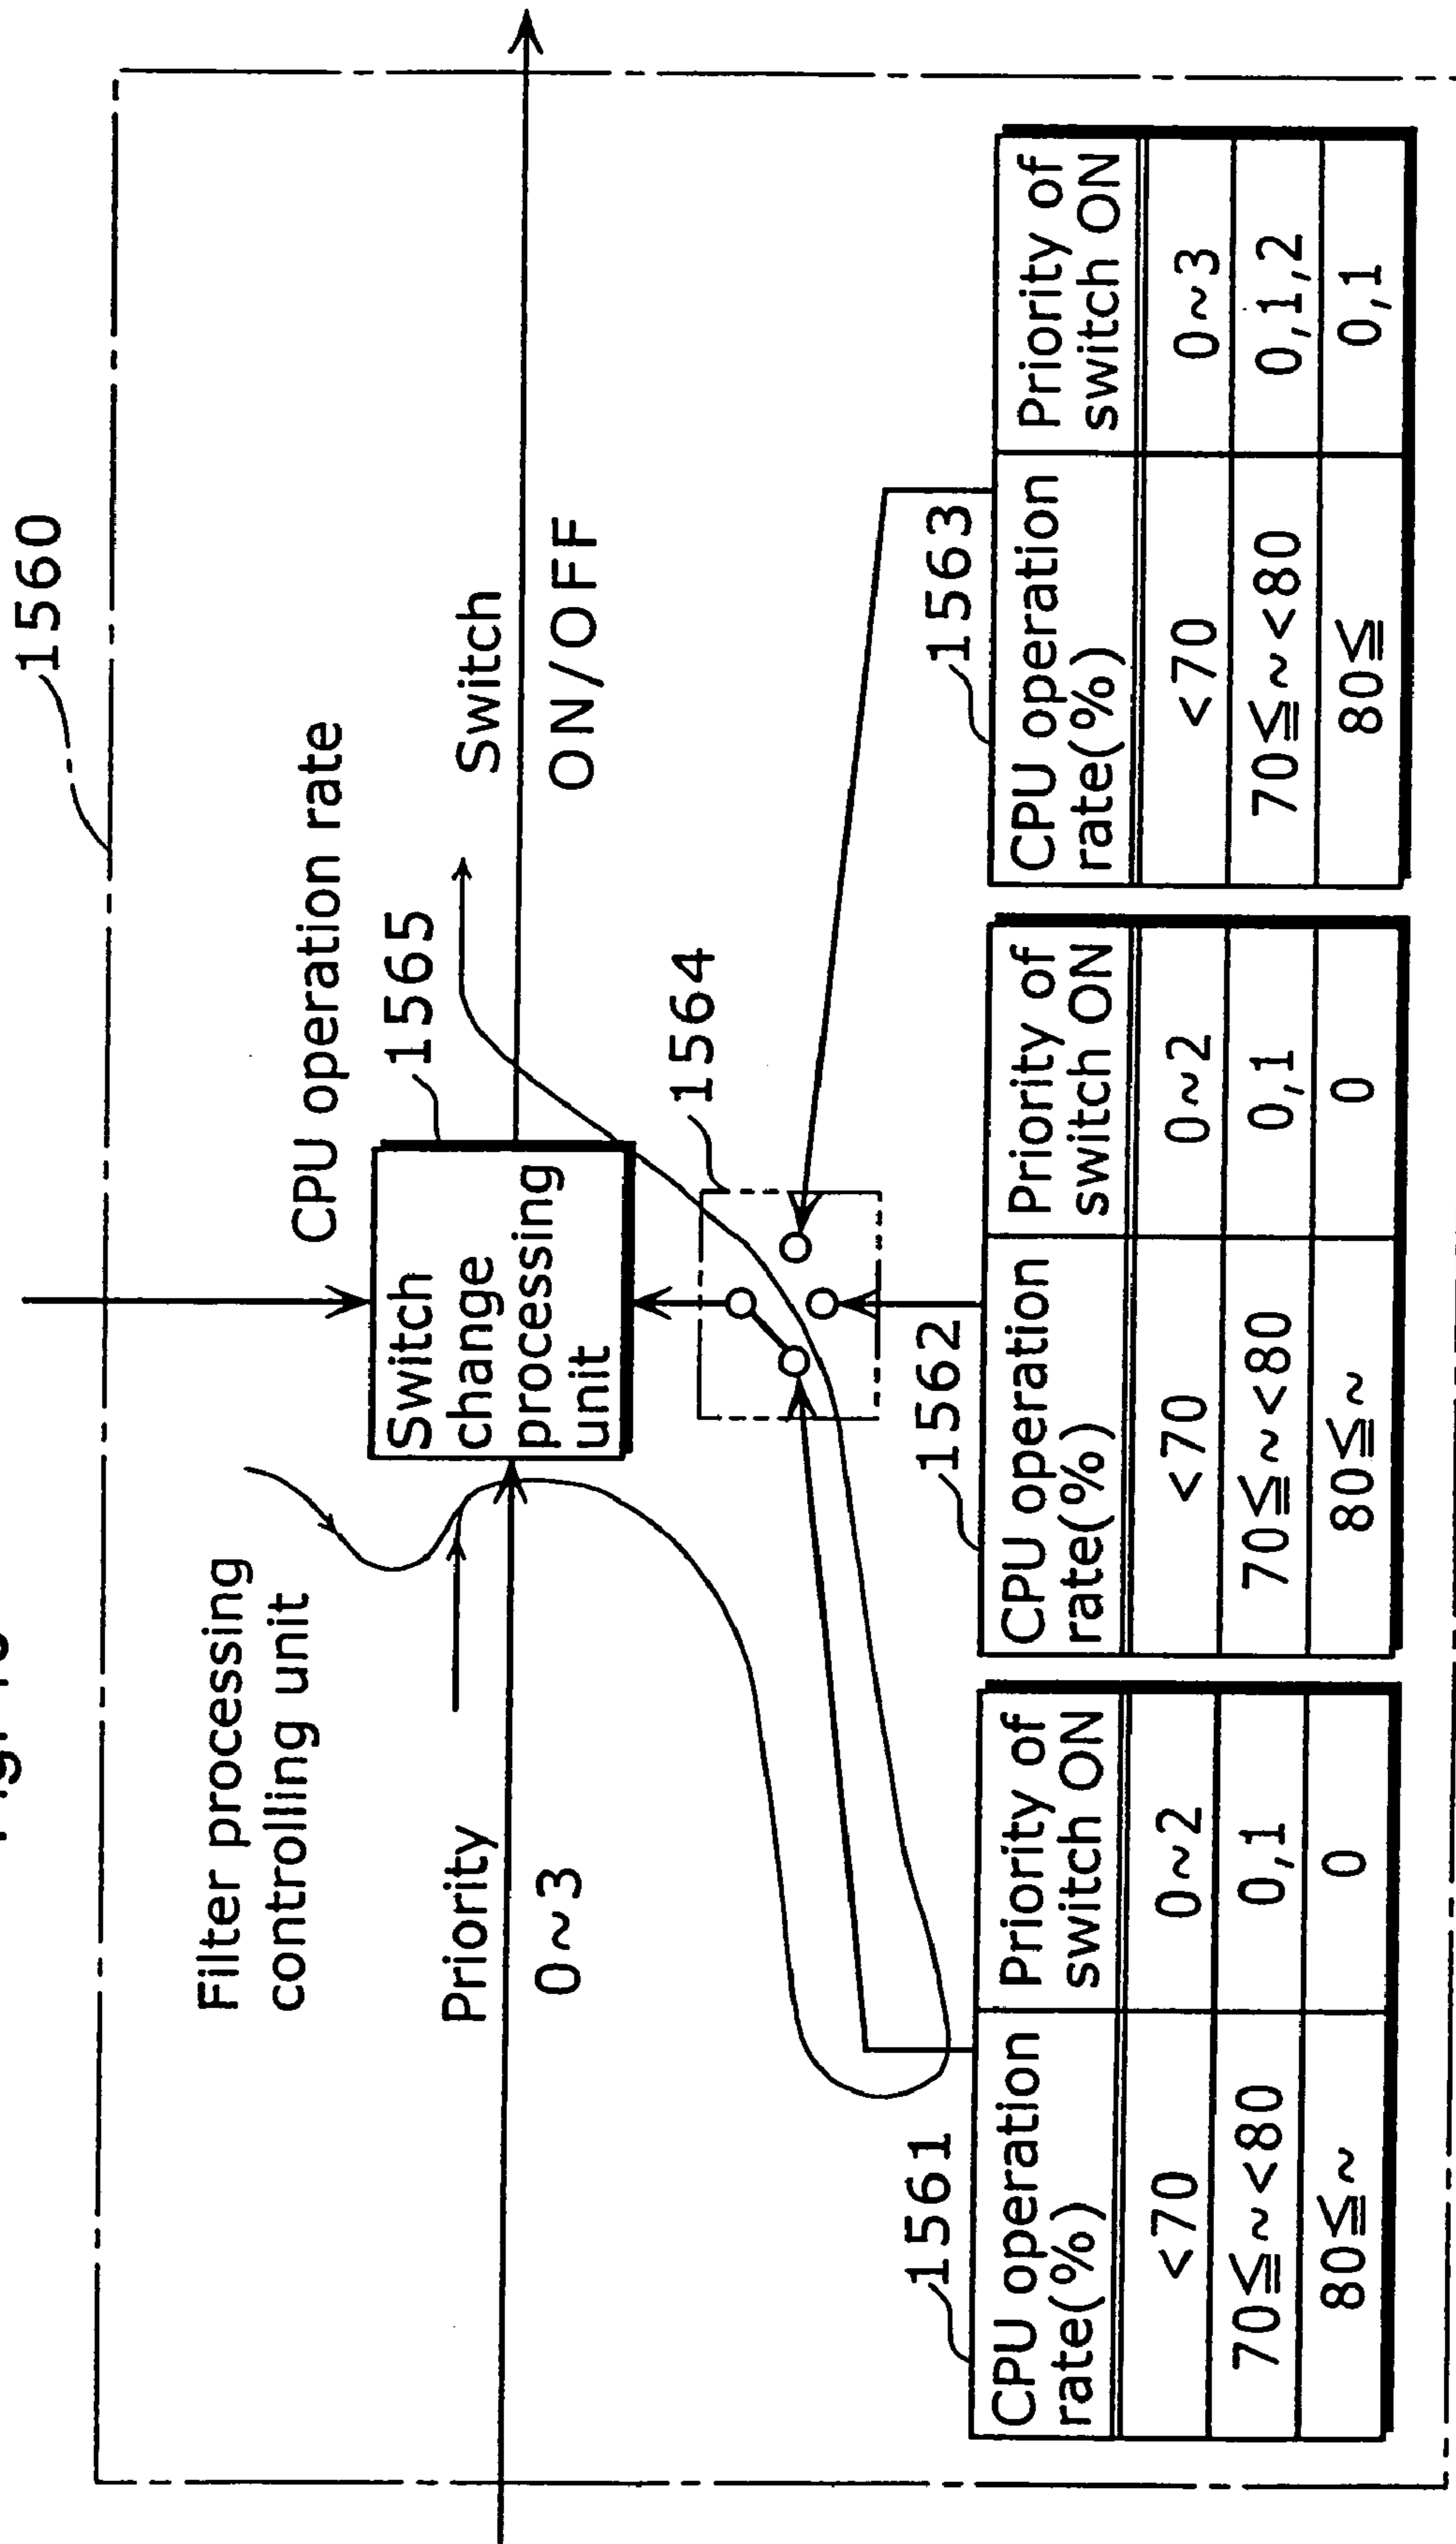 1560
Filter processing
controlling unit
CPU operation rate
1565
Priority
0~3
Switch
change
processing
unit
Switch
ON/OFF
1564
1561
CPU operation
rate(%)
Priority of
switch ON
<70
0~2
70≦~<80
0,1
80≦~
0
1562
CPU operation
rate(%)
Priority of
switch ON
<70
0~2
70≦~<80
0,1
80≦~
0
1563
CPU operation
rate(%)
Priority of
switch ON
<70
0~3
70≦~<80
0,1,2
80≦
0,1